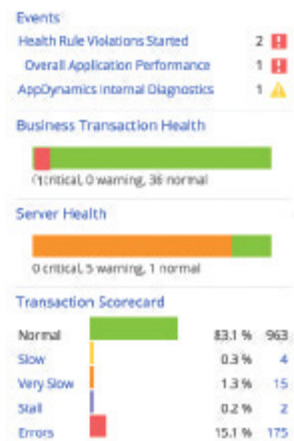 Events
Health Rule Violations Started 2
Overall Application Performance 1
AppDynamics Internal Diagnostics 1
Business Transaction Health
1 critical, 0 warning, 36 normal
Server Health
0 critical, 5 warning, 1 normal
Transaction Scorecard
Normal 83.1 % 963
Slow 0.3 % 4
Very Slow 1.3 % 15
Stall 0.2 % 2
Errors 15.1 % 175